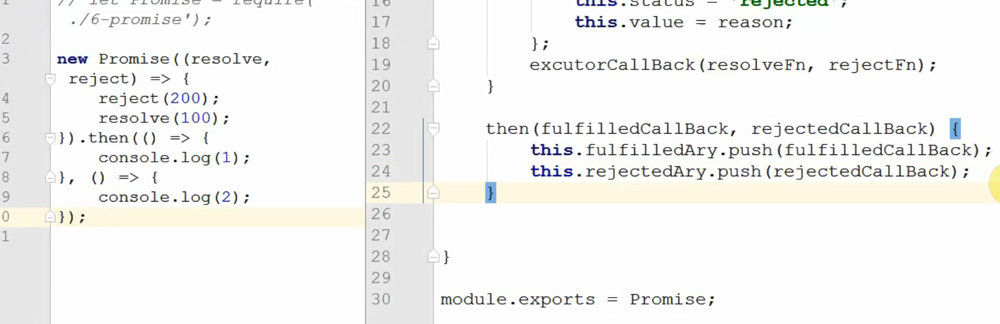 1 // let Promise = require('
./6-promise');
2
3 new Promise((resolve,
reject) => {
4 reject(200);
5 resolve(100);
6 }).then(() => {
7 console.log(1);
8 }, () => {
9 console.log(2);
0 });
1
16 this.status = 'rejected';
17 this.value = reason;
18 };
19 excutorCallBack(resolveFn, rejectFn);
20 }
21
22 then(fulfilledCallBack, rejectedCallBack) {
23 this.fulfilledAry.push(fulfilledCallBack);
24 this.rejectedAry.push(rejectedCallBack);
25 }
26
27
28 }
29
30 module.exports = Promise;